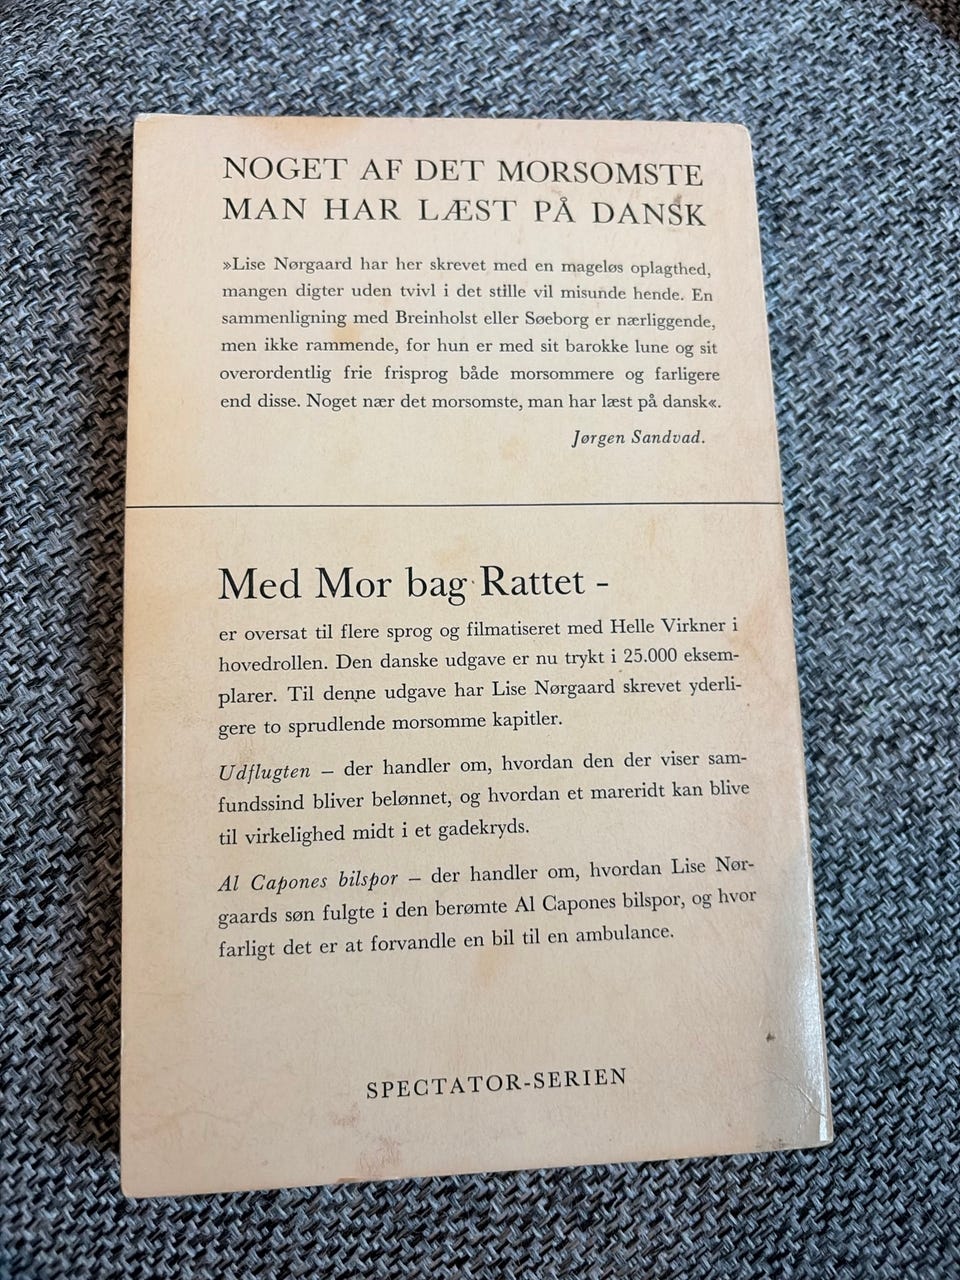 NOGET AF DET MORSOMSTE
MAN HAR LÆST PÅ DANSK
»Lise Nørgaard har her skrevet med en mageløs oplagthed,
mangen digter uden tvivl i det stille vil misunde hende. En
sammenligning med Breinholst eller Søeborg er nærliggende,
men ikke rammende, for hun er med sit barokke lune og sit
overordentlig frie frisprog både morsommere og farligere
end disse. Noget nær det morsomste, man har læst på dansk«.
Jørgen Sandvad.
Med Mor bag Rattet -
er oversat til flere sprog og filmatiseret med Helle Virkner i
hovedrollen. Den danske udgave er nu trykt i 25.000 eksem-
plarer. Til denne udgave har Lise Nørgaard skrevet yderli-
gere to sprudlende morsomme kapitler.
Udflugten – der handler om, hvordan den der viser sam-
fundssind bliver belønnet, og hvordan et mareridt kan blive
til virkelighed midt i et gadekryds.
Al Capones bilspor – der handler om, hvordan Lise Nør-
gaards søn fulgte i den berømte Al Capones bilspor, og hvor
farligt det er at forvandle en bil til en ambulance.
SPECTATOR-SERIEN